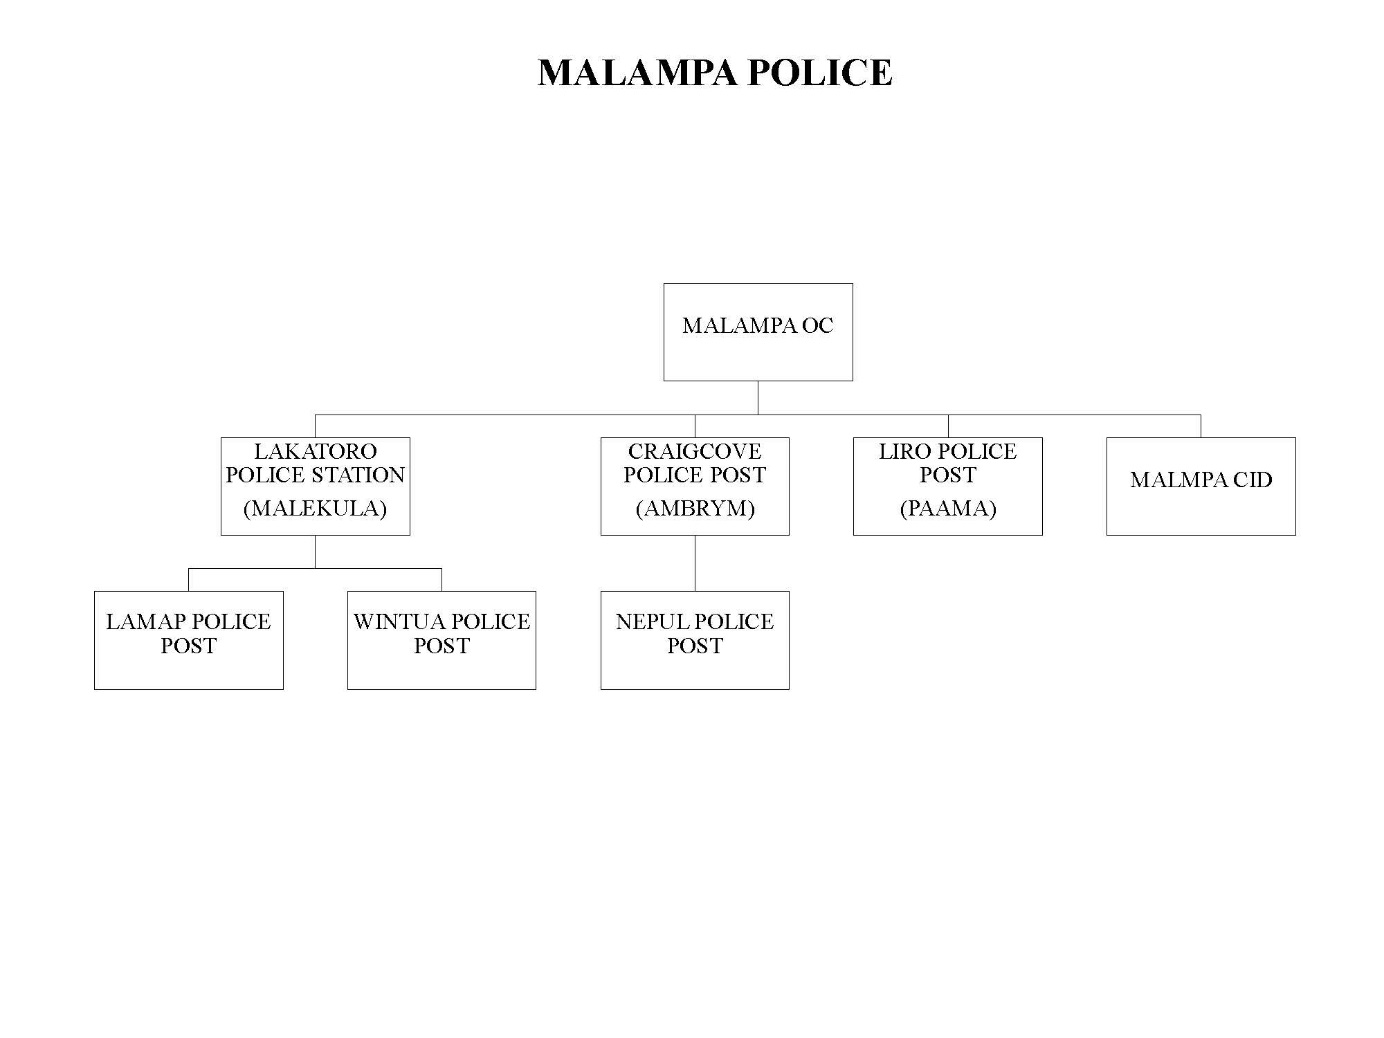 MALAMPA POLICE
MALAMPA OC
LAKATORO
POLICE STATION
(MALEKULA)
CRAIGCOVE
POLICE POST
(AMBRYM)
LIRO POLICE
POST
(PAAMA)
MALMPA CID
LAMAP POLICE
POST
WINTUA POLICE
POST
NEPUL POLICE
POST